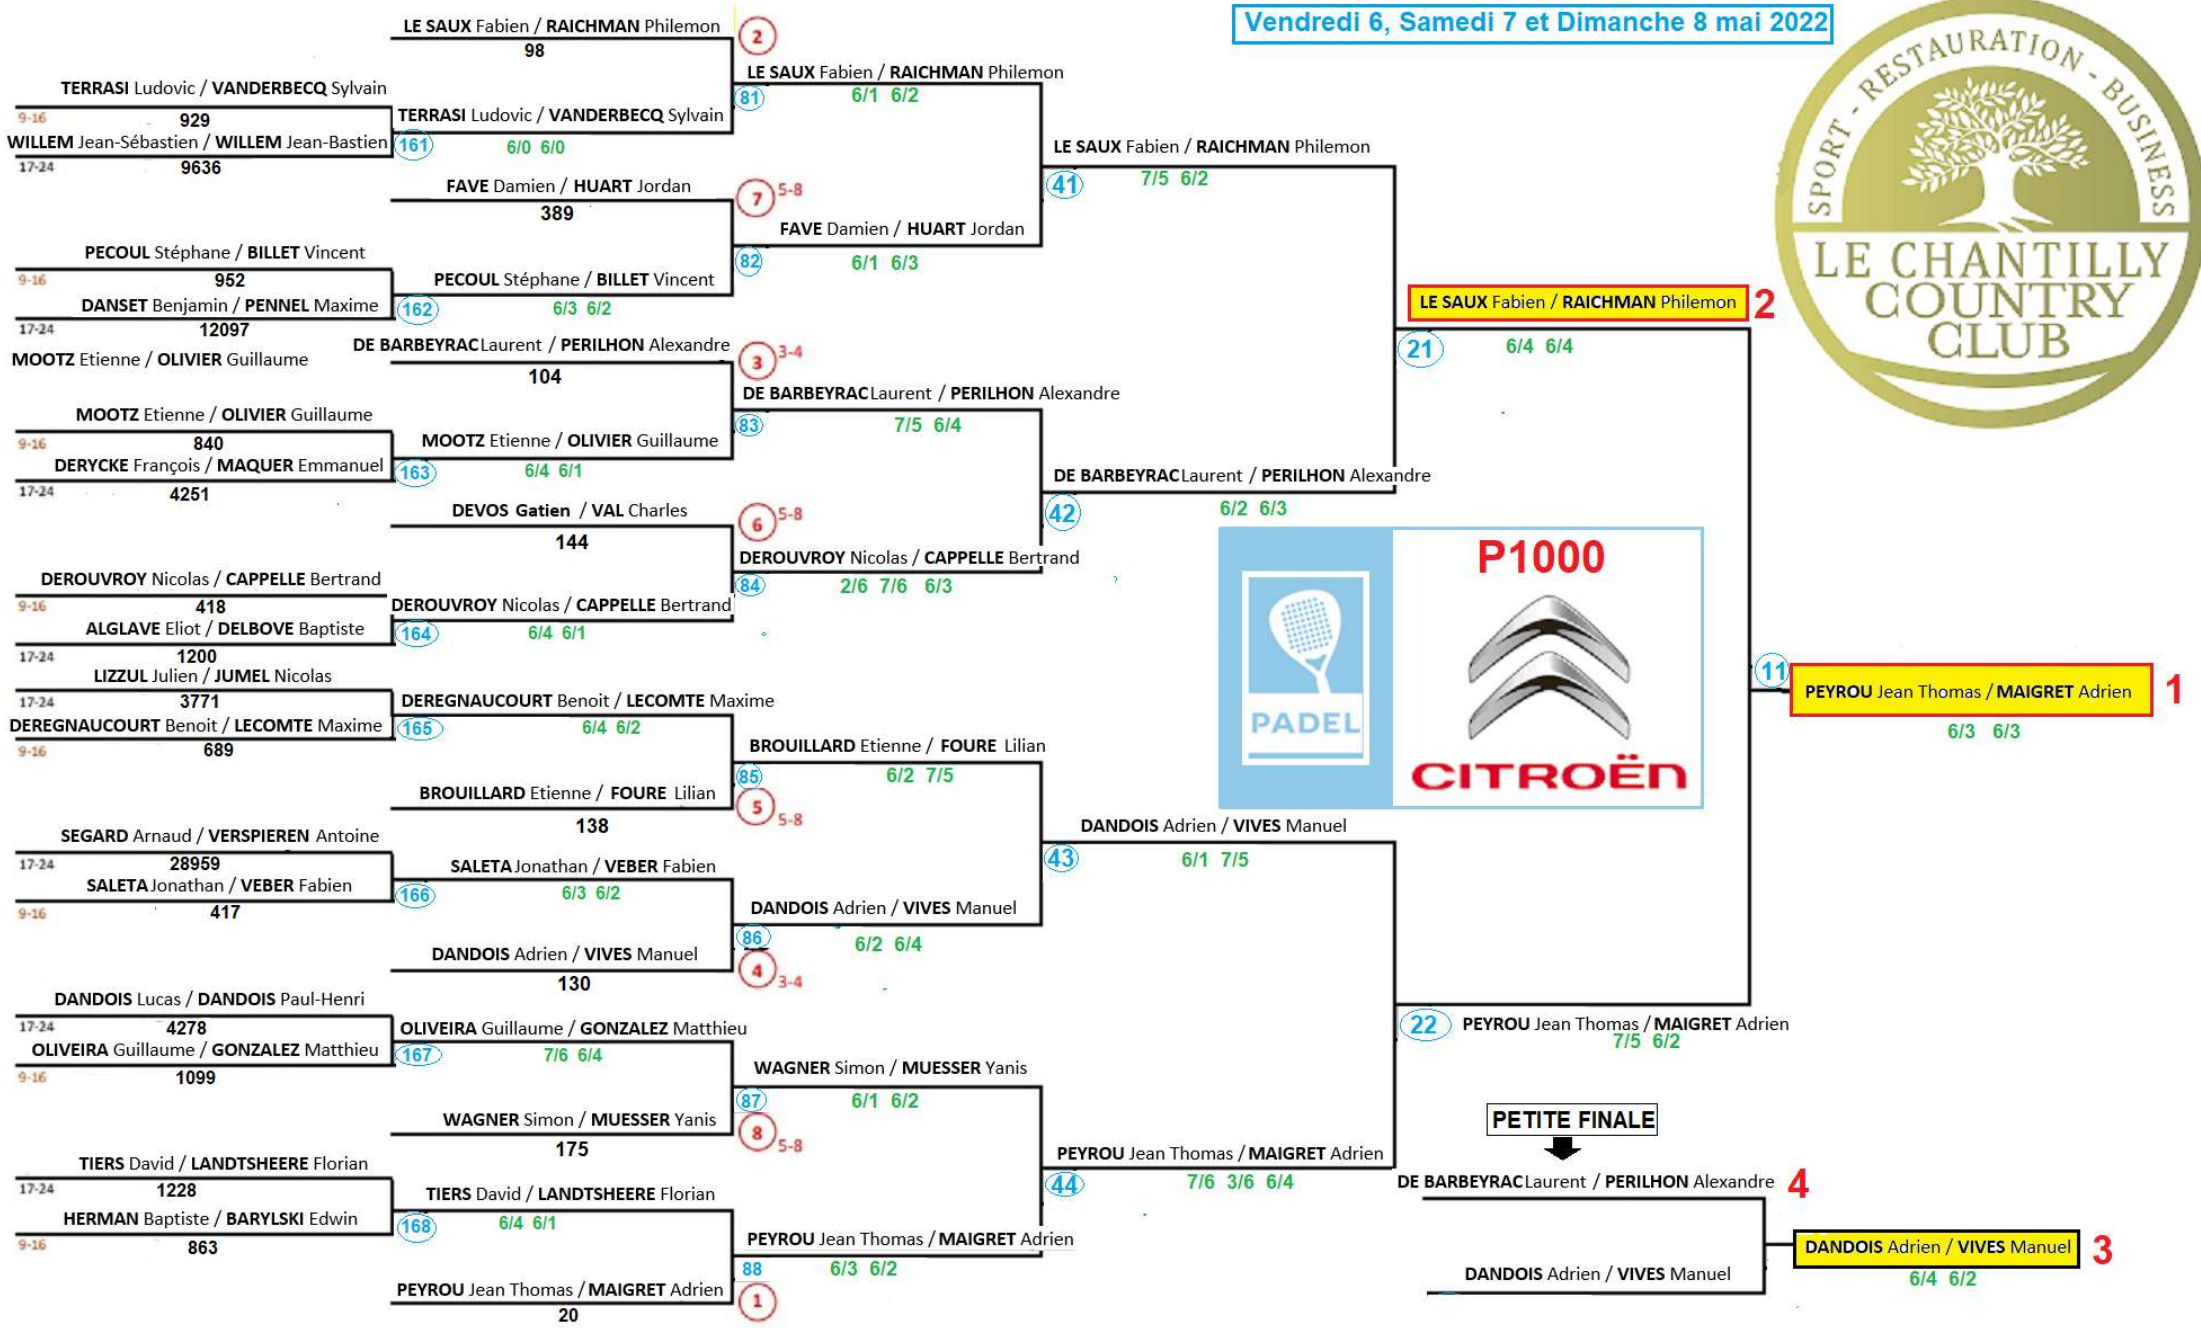 Vendredi 6, Samedi 7 et Dimanche 8 mai 2022
SPORT - RESTAURATION - BUSINESS
LE CHANTILLY
COUNTRY
CLUB
LE SAUX Fabien / RAICHMAN Philemon
98
2
TERRASI Ludovic / VANDERBECQ Sylvain
9-16
929
WILLEM Jean-Sébastien / WILLEM Jean-Bastien
17-24
9636
161
TERRASI Ludovic / VANDERBECQ Sylvain
6/0 6/0
81
LE SAUX Fabien / RAICHMAN Philemon
6/1 6/2
FAVE Damien / HUART Jordan
389
7
5-8
PECOUL Stéphane / BILLET Vincent
9-16
952
DANSET Benjamin / PENNEL Maxime
17-24
12097
162
PECOUL Stéphane / BILLET Vincent
6/3 6/2
82
FAVE Damien / HUART Jordan
6/1 6/3
41
LE SAUX Fabien / RAICHMAN Philemon
7/5 6/2
MOOTZ Etienne / OLIVIER Guillaume
DE BARBEYRAC Laurent / PERILHON Alexandre
104
3
3-4
MOOTZ Etienne / OLIVIER Guillaume
9-16
840
DERYCKE François / MAQUER Emmanuel
17-24
4251
163
MOOTZ Etienne / OLIVIER Guillaume
6/4 6/1
83
DE BARBEYRAC Laurent / PERILHON Alexandre
7/5 6/4
DEVOS Gatien / VAL Charles
144
6
5-8
DEROUVROY Nicolas / CAPPELLE Bertrand
9-16
418
ALGLAVE Eliot / DELBOVE Baptiste
17-24
1200
164
DEROUVROY Nicolas / CAPPELLE Bertrand
6/4 6/1
84
DEROUVROY Nicolas / CAPPELLE Bertrand
2/6 7/6 6/3
42
DE BARBEYRAC Laurent / PERILHON Alexandre
6/2 6/3
21
LE SAUX Fabien / RAICHMAN Philemon
2
6/4 6/4
P1000
PADEL
CITROËN
LIZZUL Julien / JUMEL Nicolas
17-24
3771
DEREGNAUCOURT Benoit / LECOMTE Maxime
9-16
689
165
DEREGNAUCOURT Benoit / LECOMTE Maxime
6/4 6/2
BROUILLARD Etienne / FOURE Lilian
138
85
5
5-8
BROUILLARD Etienne / FOURE Lilian
6/2 7/5
SEGARD Arnaud / VERSPIEREN Antoine
17-24
28959
SALETA Jonathan / VEBER Fabien
9-16
417
166
SALETA Jonathan / VEBER Fabien
6/3 6/2
DANDOIS Adrien / VIVES Manuel
130
86
4
3-4
DANDOIS Adrien / VIVES Manuel
6/2 6/4
43
DANDOIS Adrien / VIVES Manuel
6/1 7/5
DANDOIS Lucas / DANDOIS Paul-Henri
17-24
4278
OLIVEIRA Guillaume / GONZALEZ Matthieu
9-16
1099
167
OLIVEIRA Guillaume / GONZALEZ Matthieu
7/6 6/4
WAGNER Simon / MUESSER Yanis
175
87
8
5-8
WAGNER Simon / MUESSER Yanis
6/1 6/2
TIERS David / LANDTSHEERE Florian
17-24
1228
HERMAN Baptiste / BARYLSKI Edwin
9-16
863
168
TIERS David / LANDTSHEERE Florian
6/4 6/1
PEYROU Jean Thomas / MAIGRET Adrien
20
88
1
PEYROU Jean Thomas / MAIGRET Adrien
6/3 6/2
44
PEYROU Jean Thomas / MAIGRET Adrien
7/6 3/6 6/4
22
PEYROU Jean Thomas / MAIGRET Adrien
7/5 6/2
11
PEYROU Jean Thomas / MAIGRET Adrien
1
6/3 6/3
PETITE FINALE
DE BARBEYRAC Laurent / PERILHON Alexandre
4
DANDOIS Adrien / VIVES Manuel
DANDOIS Adrien / VIVES Manuel
3
6/4 6/2